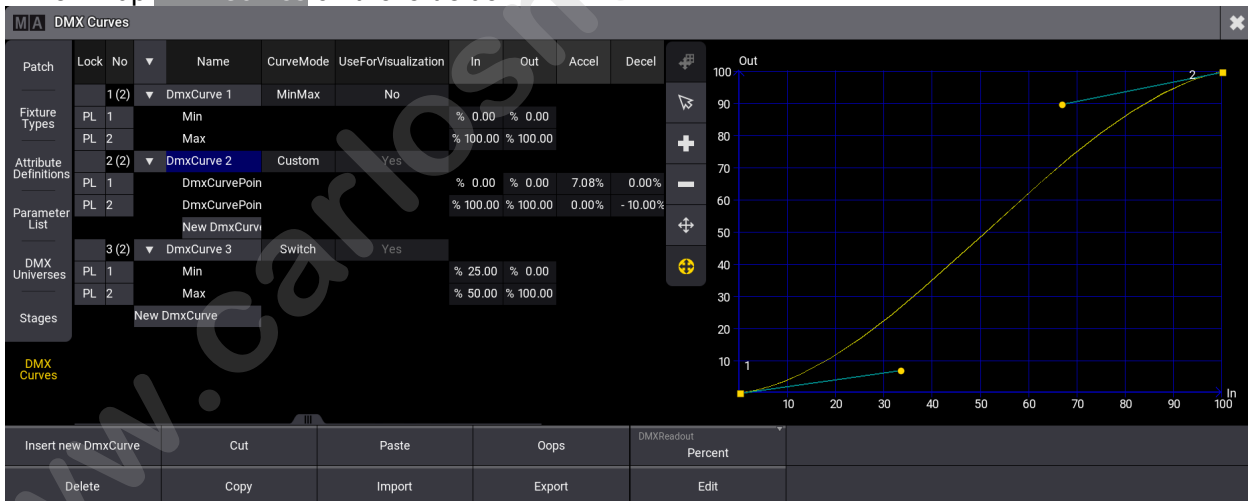 MA DMX Curves
Patch
Fixture Types
Attribute Definitions
Parameter List
DMX Universes
Stages
DMX Curves
Lock No Name CurveMode UseForVisualization In Out Accel Decel
1 (2) DmxCurve 1 MinMax No
PL 1 Min % 0.00 % 0.00
PL 2 Max % 100.00 % 100.00
2 (2) DmxCurve 2 Custom Yes
PL 1 DmxCurvePoin % 0.00 % 0.00 7.08% 0.00%
PL 2 DmxCurvePoin % 100.00 % 100.00 0.00% - 10.00%
New DmxCurv
3 (2) DmxCurve 3 Switch Yes
PL 1 Min % 25.00 % 0.00
PL 2 Max % 50.00 % 100.00
New DmxCurve
Out
100
90
80
70
60
50
40
30
20
10
1
2
In
10 20 30 40 50 60 70 80 90 100
Insert new DmxCurve Cut Paste Oops DMXReadout Percent
Delete Copy Import Export Edit